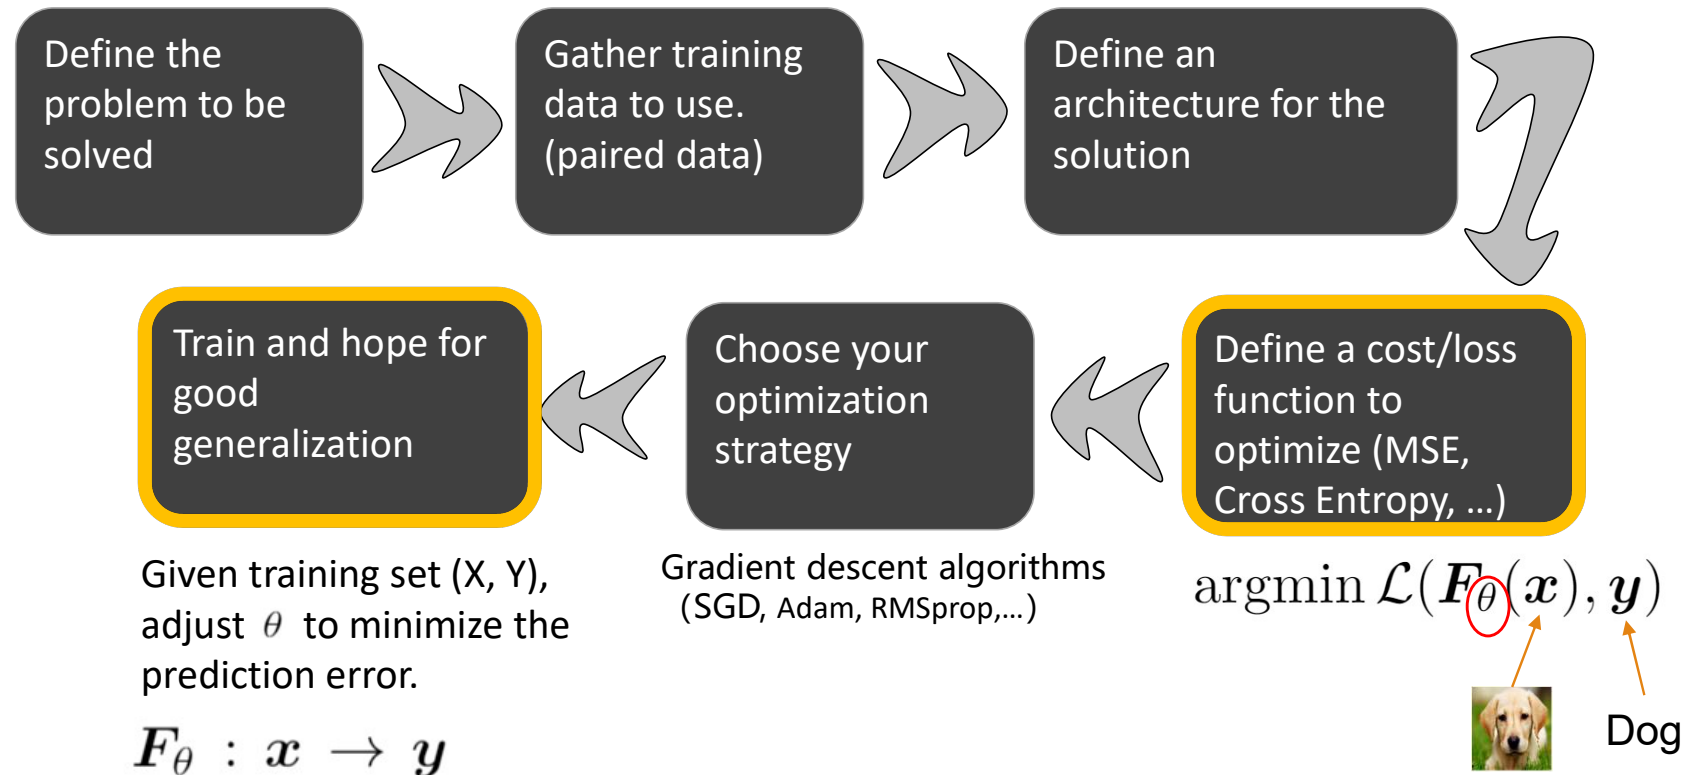 Define the
problem to be
solved
Gather training
data to use.
(paired data)
Define an
architecture for the
solution
Define a cost/loss
function to
optimize (MSE,
Cross Entropy, ...)
argmin 𝓛(𝑭θ(𝒙), 𝒚)
Dog
Choose your
optimization
strategy
Gradient descent algorithms
(SGD, Adam, RMSprop,...)
Train and hope for
good
generalization
Given training set (X, Y),
adjust θ to minimize the
prediction error.
𝑭θ : 𝒙 → 𝒚